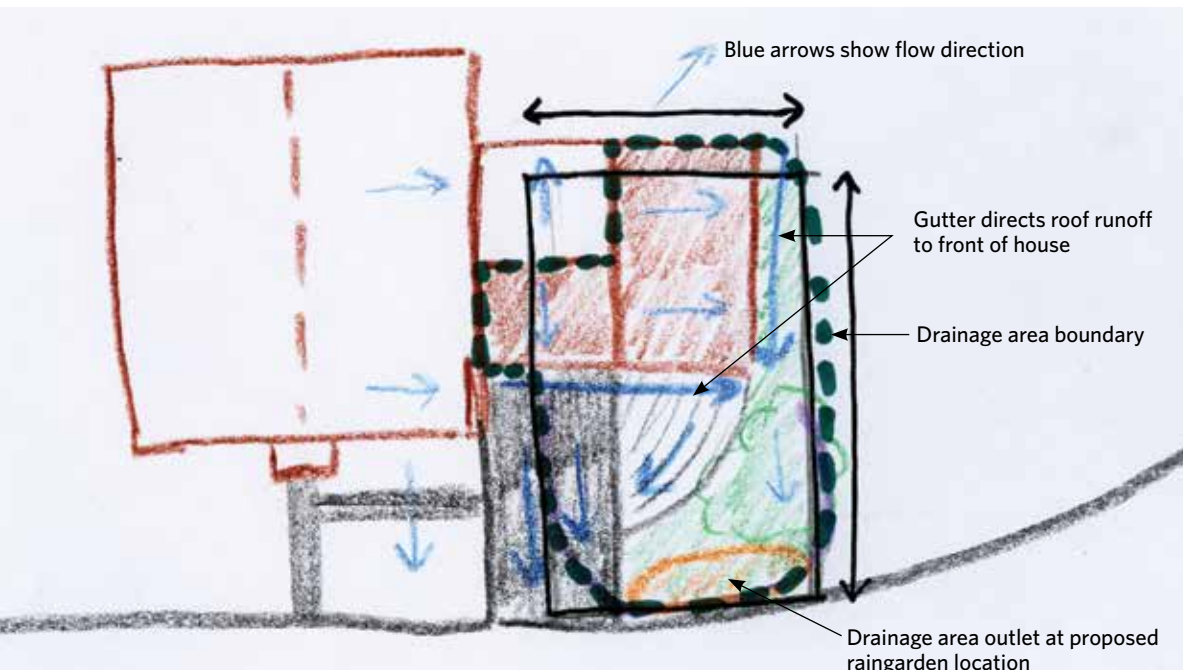 Blue arrows show flow direction
Gutter directs roof runoff
to front of house
Drainage area boundary
Drainage area outlet at proposed
raingarden location